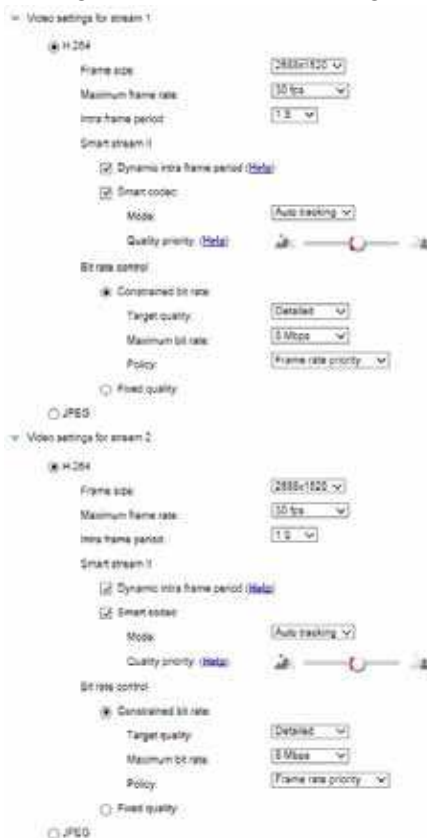 Video settings for stream 1
H.264
Frame size: 2688x1520
Maximum frame rate: 30 fps
Intra frame period: 1 S
Smart stream II
Dynamic intra frame period (Help)
Smart codec
Mode: Auto tracking
Quality priority: (Help)
Bit rate control
Constrained bit rate:
Target quality: Detailed
Maximum bit rate: Mbps
Policy: Frame rate priority
Fixed quality
JPEG
Video settings for stream 2
H.264
Frame size: 2688x1520
Maximum frame rate: 30 fps
Intra frame period: 1 S
Smart stream II
Dynamic intra frame period (Help)
Smart codec
Mode: Auto tracking
Quality priority: (Help)
Bit rate control
Constrained bit rate:
Target quality: Detailed
Maximum bit rate: Mbps
Policy: Frame rate priority
Fixed quality
JPEG